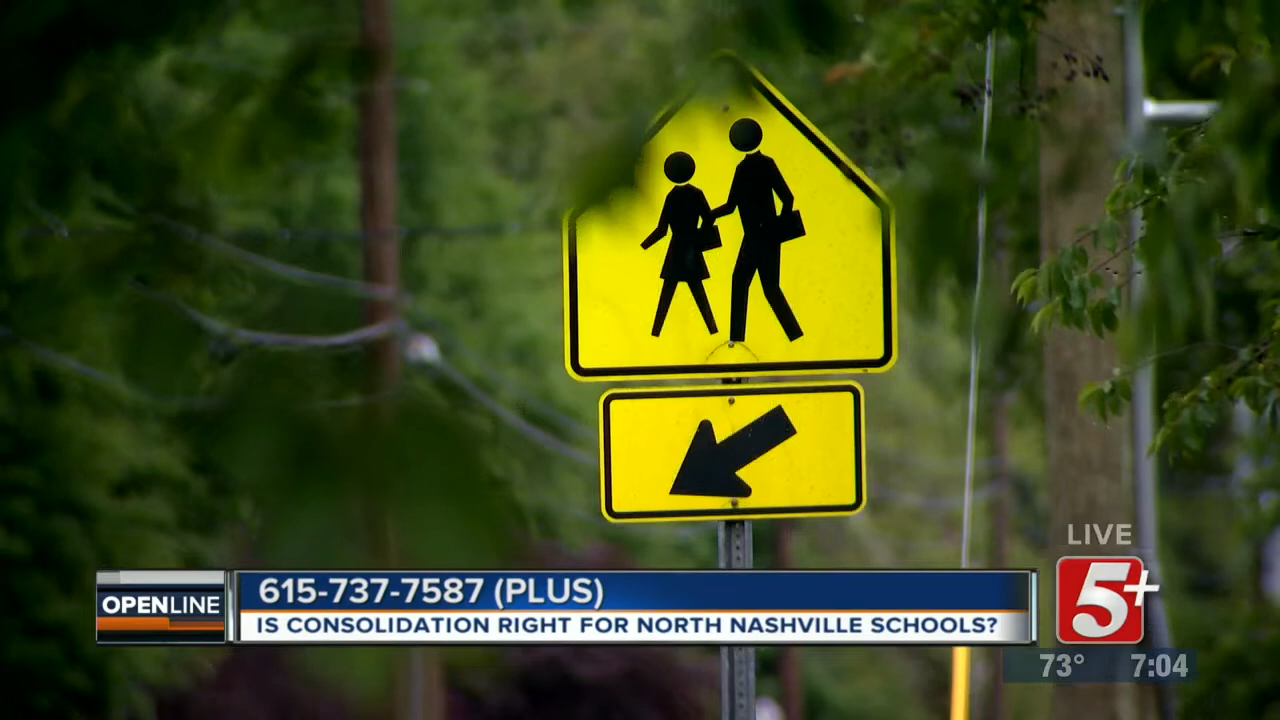 LIVE
5+
OPENLINE
615-737-7587 (PLUS)
IS CONSOLIDATION RIGHT FOR NORTH NASHVILLE SCHOOLS?
73° 7:04